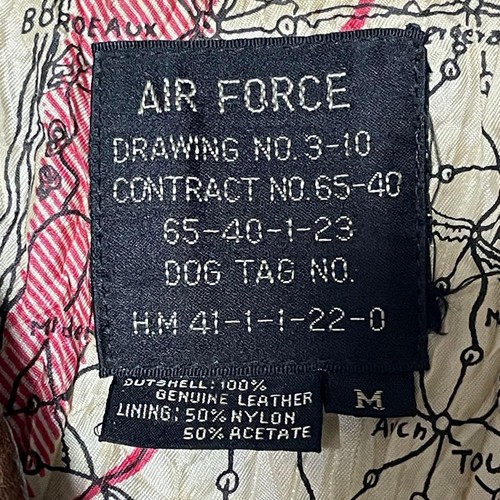 BORDEAUX
AIR FORCE
DRAWING NO. 3-10
CONTRACT NO. 65-40
65-40-1-23
DOG TAG NO.
H.M 41-1-1-22-0
OUTSHELL: 100%
GENUINE LEATHER
LINING: 50% NYLON
50% ACETATE
M
Arch
TOU